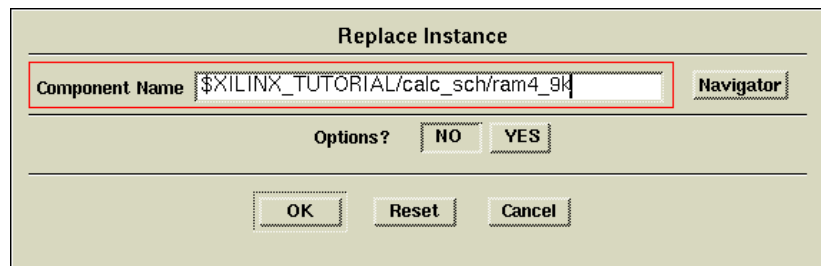 Replace Instance
Component Name $XILINX_TUTORIAL/calc_sch/ram4_9k Navigator
Options? NO YES
OK Reset Cancel